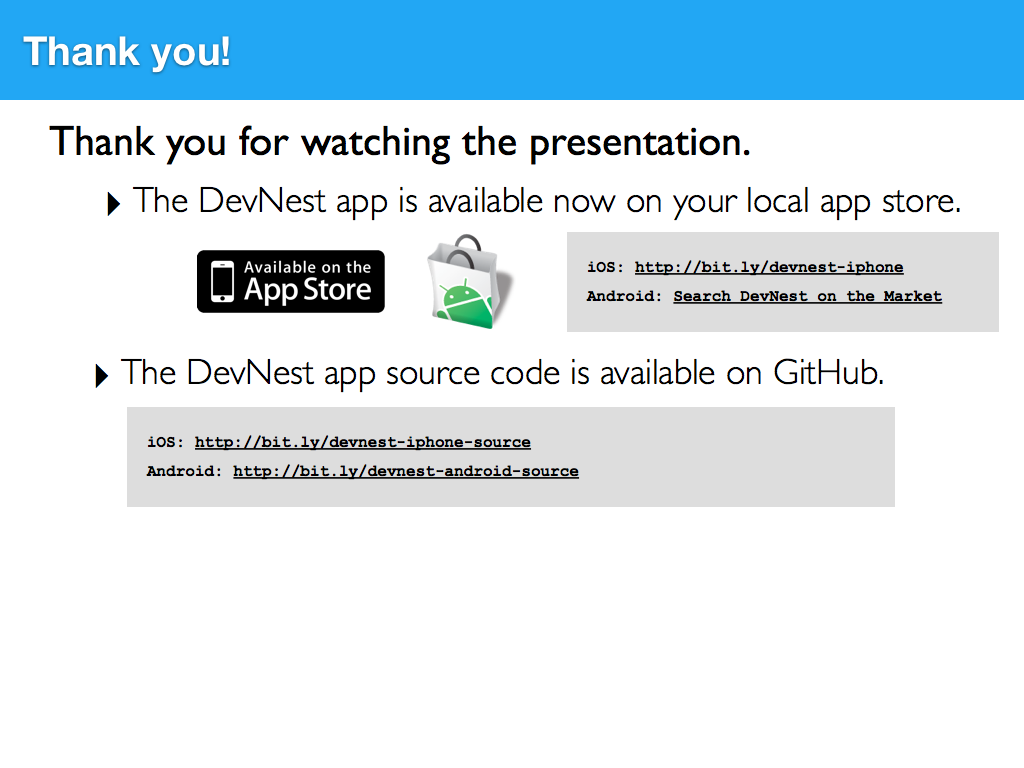 Thank you!
Thank you for watching the presentation.
The DevNest app is available now on your local app store.
Available on the
App Store
iOS: http://bit.ly/devnest-iphone
Android: Search DevNest on the Market
The DevNest app source code is available on GitHub.
iOS: http://bit.ly/devnest-iphone-source
Android: http://bit.ly/devnest-android-source